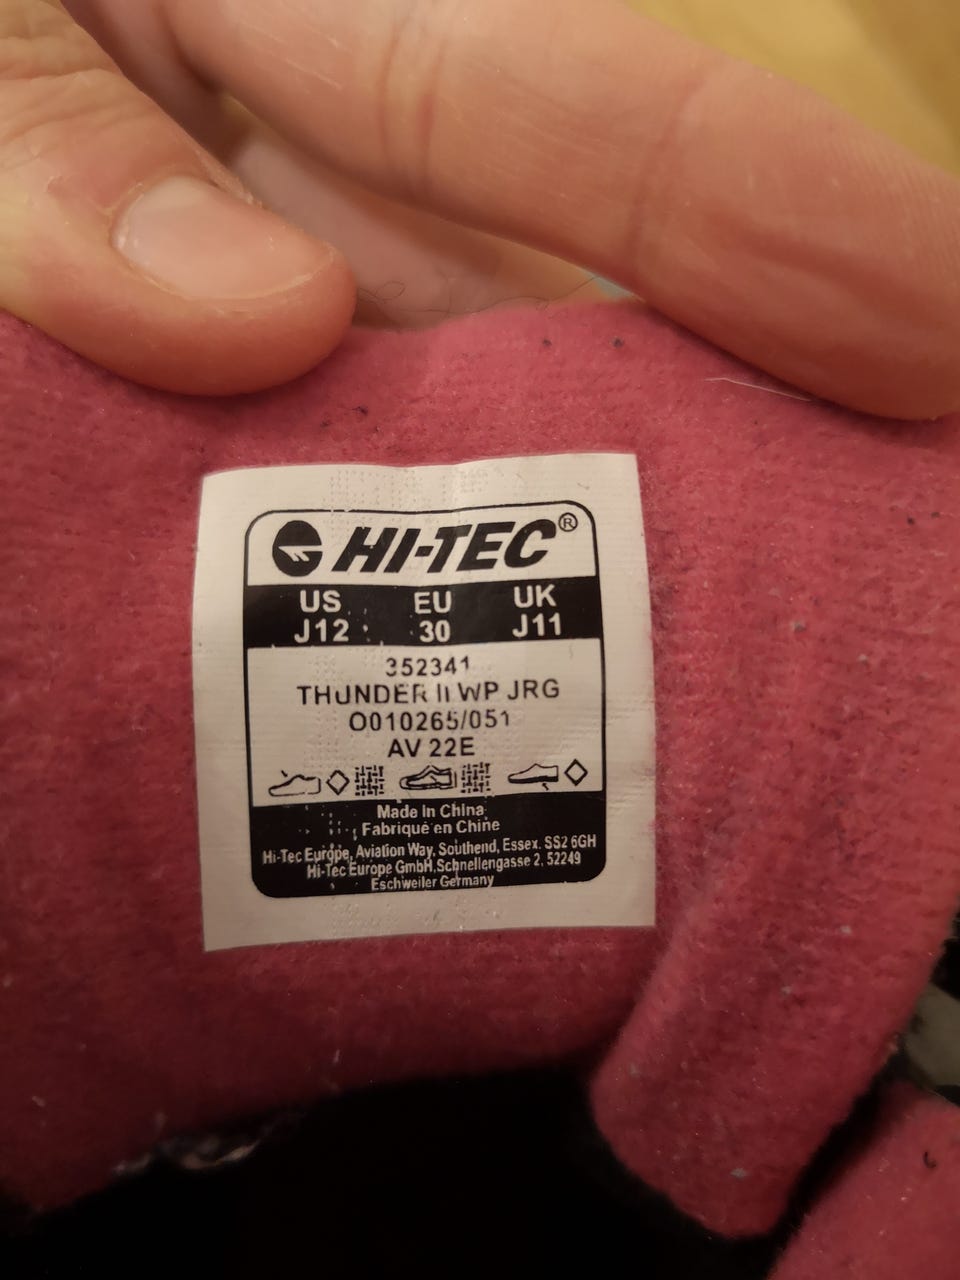 HI-TEC®
US EU UK
J12 30 J11
352341
THUNDER II WP JRG
O010265/051
AV 22E
Made In China
Fabriqué en Chine
Hi-Tec Europe, Aviation Way, Southend, Essex. SS2 6GH
Hi-Tec Europe GmbH,Schnellengasse 2, 52249
Eschweiler Germany